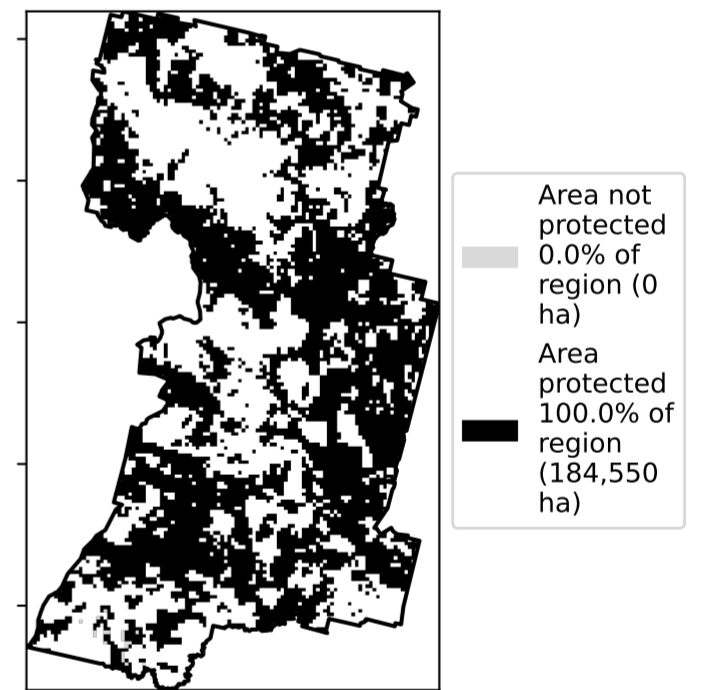 Area not
protected
0.0% of
region (0
ha)
Area
protected
100.0% of
region
(184,550
ha)